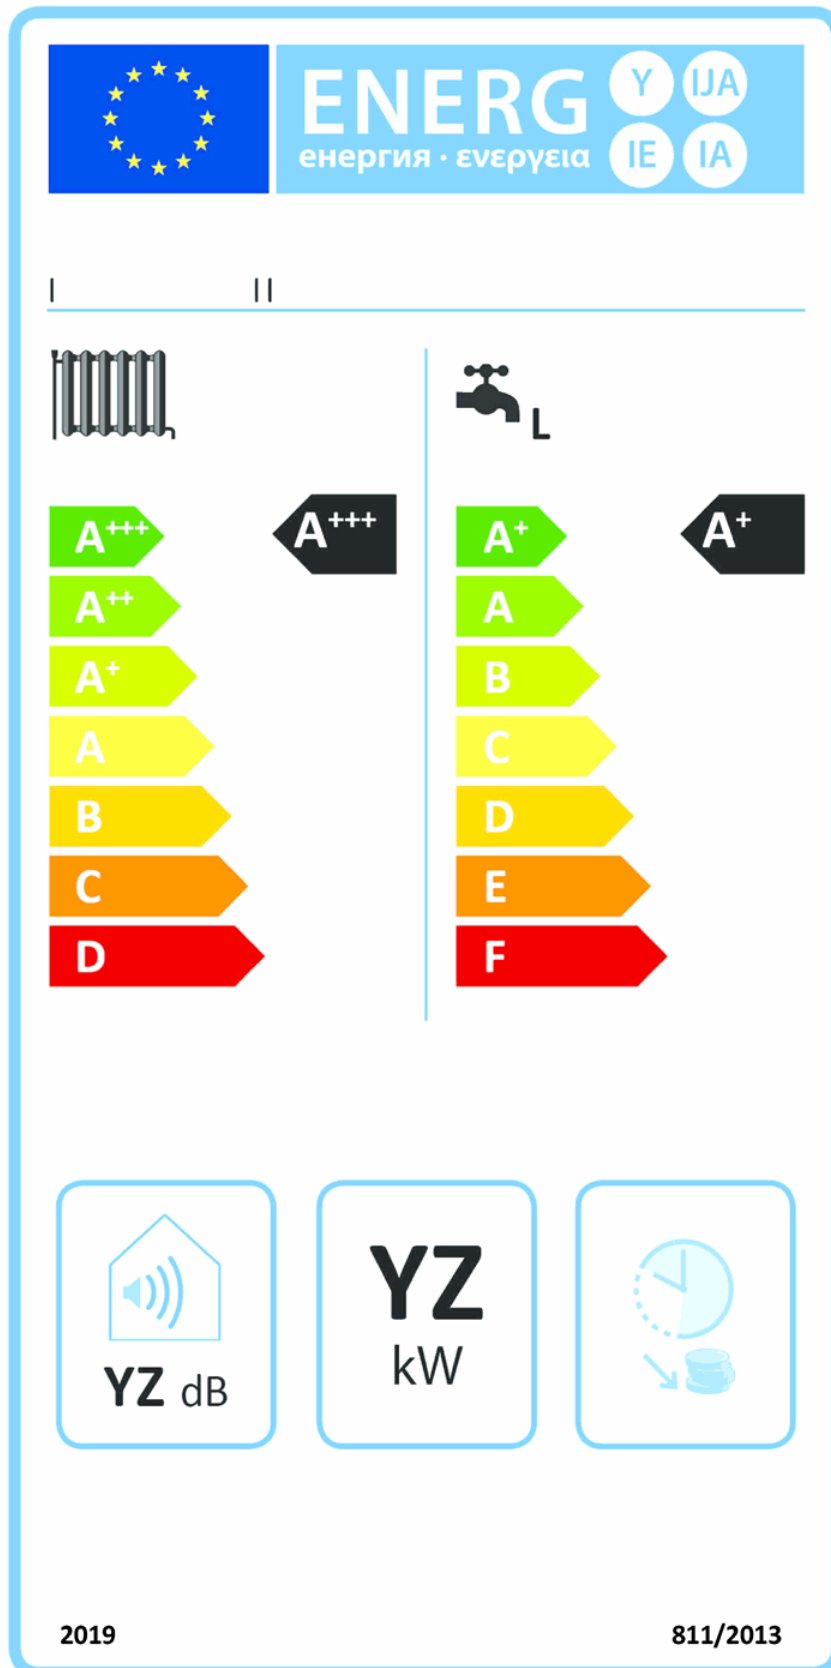 ENERG Y IJA
енергия · ενεργεια IE IA
I II
L
A+++ A+++ A+ A+
A++ A
A+ B
A C
B D
C E
D F
YZ dB
YZ
kW
2019 811/2013